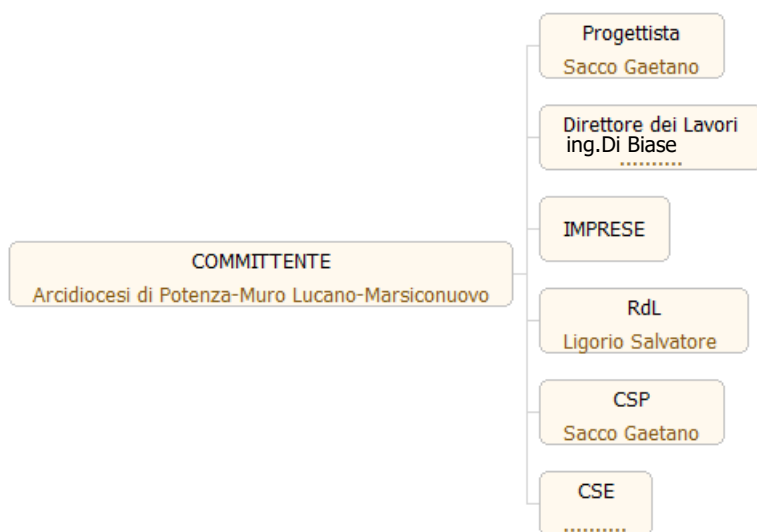 Progettista
Sacco Gaetano
Direttore dei Lavori
ing.Di Biase
..........
IMPRESE
COMMITTENTE
Arcidiocesi di Potenza-Muro Lucano-Marsiconuovo
RdL
Ligorio Salvatore
CSP
Sacco Gaetano
CSE
..........